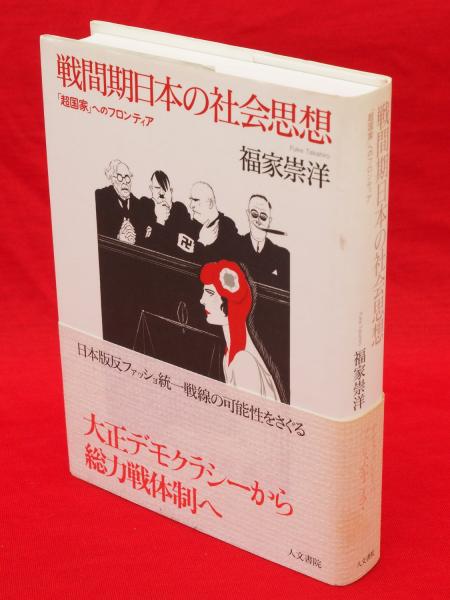 戦間期日本の社会思想
「超国家」へのフロンティア
Fuke Takahiro
福家崇洋
日本版反ファッショ統一戦線の可能性をさぐる
大正デモクラシーから
総力戦体制へ
人文書院
戦間期日本の社会思想
「超国家」へのフロンティア
Fuke Takahiro
福家崇洋
人文書院